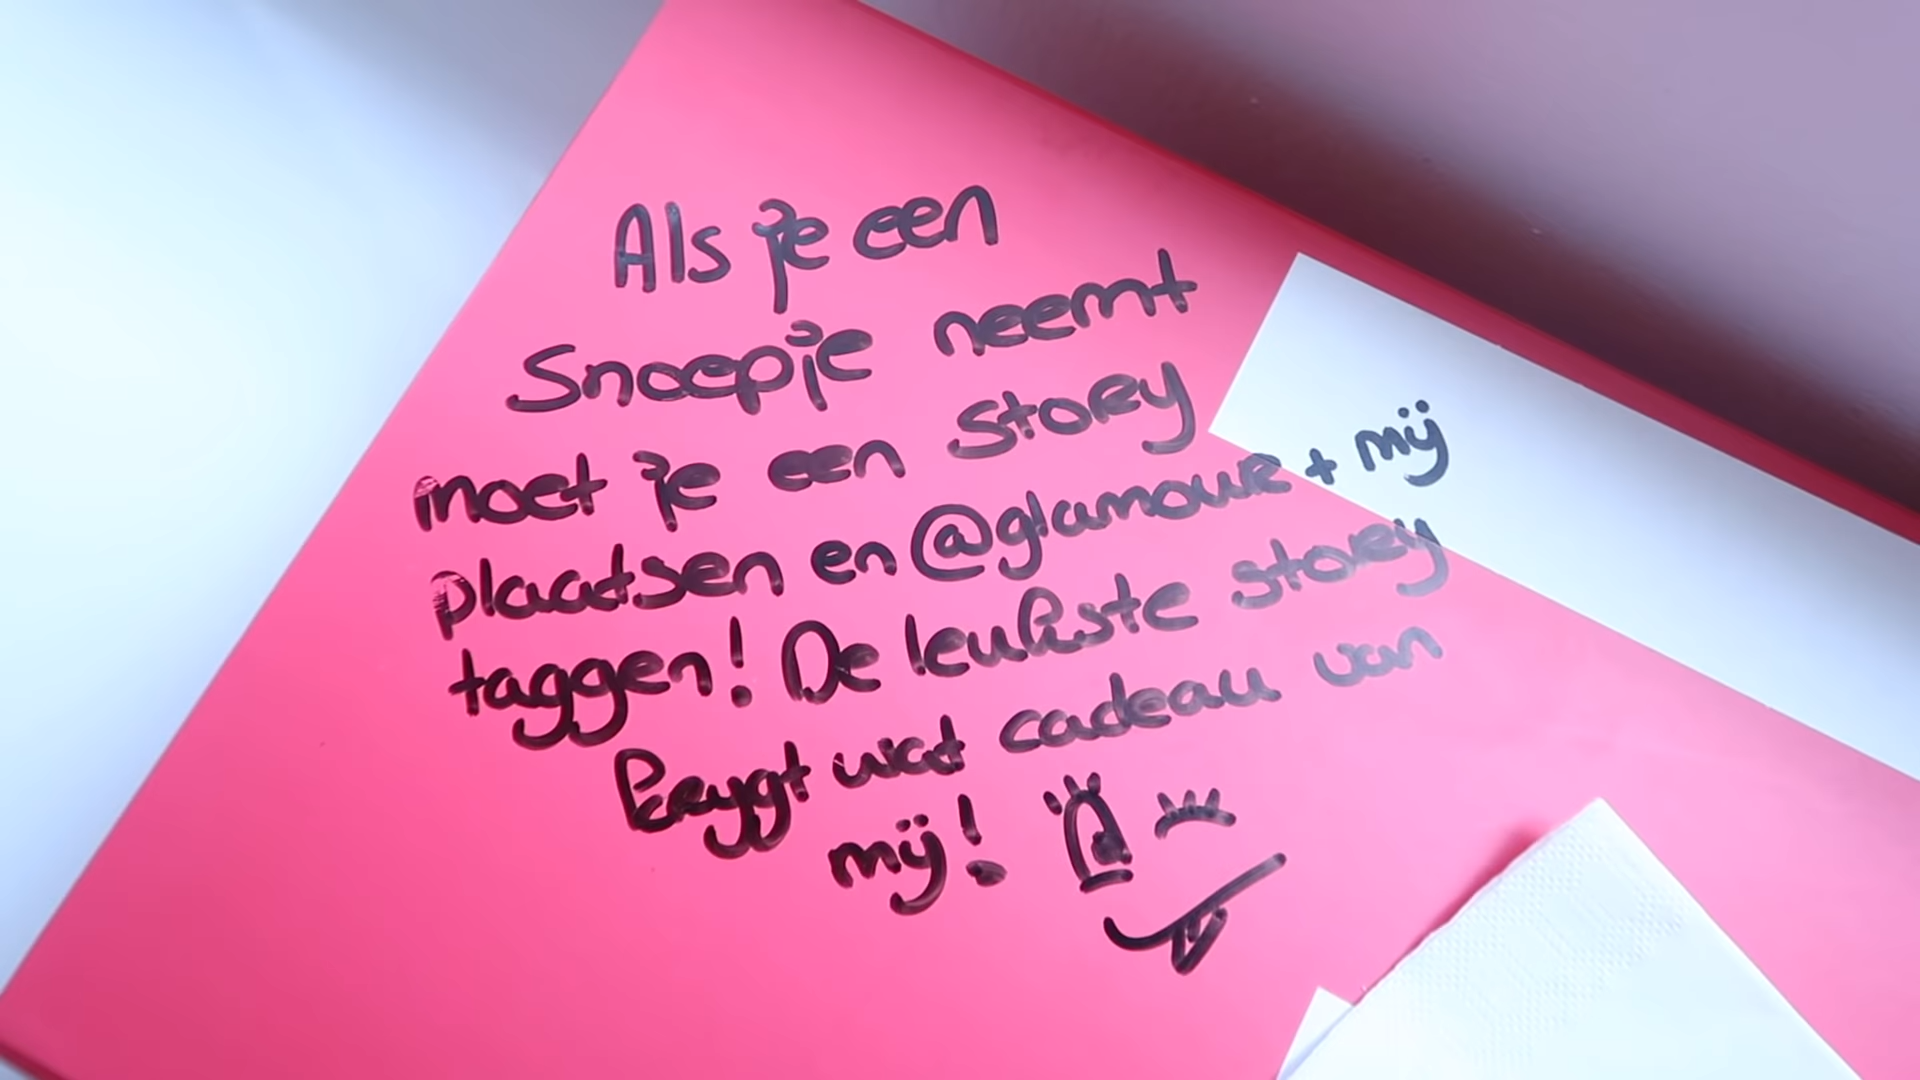 Als je een
Snoepje neemt
moet je een story
plaatsen en @glamour + mij
taggen! De leukste story
krygt wat cadeau van
mij!